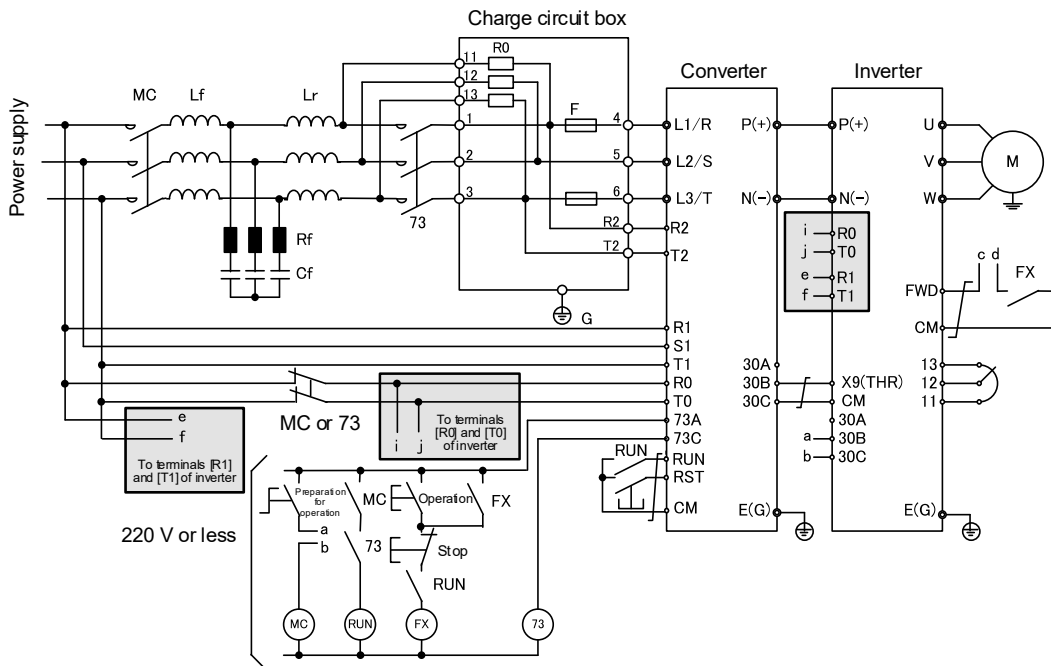 Charge circuit box
Power supply
MC
Lf
Lr
11
R0
12
13
F
1
4
2
5
3
6
73
R2
T2
Rf
Cf
G
Converter
Inverter
L1/R
P(+)
P(+)
U
L2/S
V
M
L3/T
N(-)
N(-)
W
R2
T2
i
R0
j
T0
e
R1
f
T1
c
d
FX
FWD
CM
R1
S1
T1
R0
T0
73A
73C
RUN
RST
CM
30A
30B
30C
X9(THR)
CM
30A
a
30B
b
30C
13
12
11
E(G)
E(G)
e
f
To terminals [R1]
and [T1] of inverter
MC or 73
To terminals
[R0] and [T0]
of inverter
i
j
RUN
220 V or less
Preparation
for
operation
a
b
MC
73
Operation
FX
Stop
RUN
MC
RUN
FX
73